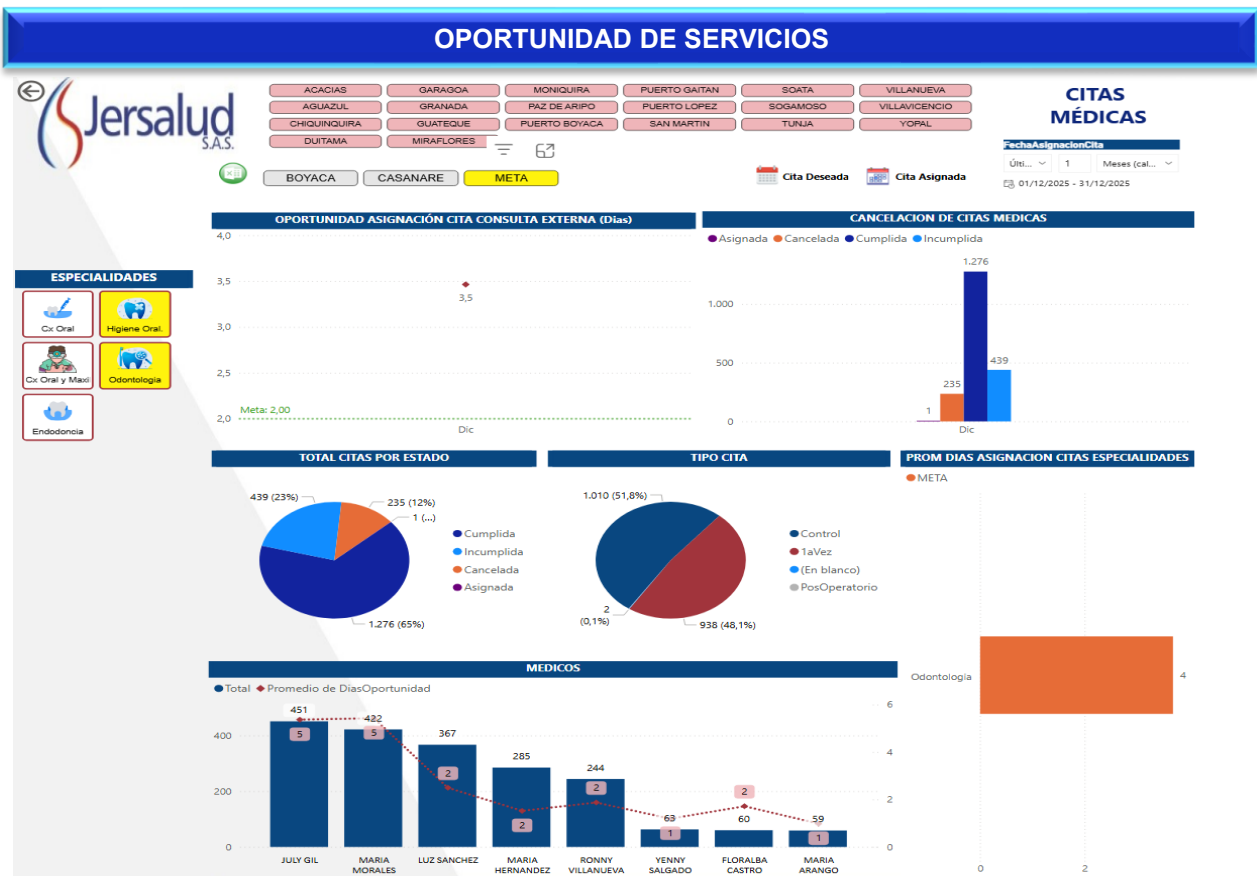 OPORTUNIDAD DE SERVICIOS
Jersalud
S.A.S.
ACACIAS GARAGOA MONIQUIRA PUERTO GAITAN SOATA VILLANUEVA
AGUAZUL GRANADA PAZ DE ARIPO PUERTO LOPEZ SOGAMOSO VILLAVICENCIO
CHIQUINQUIRA GUATEQUE PUERTO BOYACA SAN MARTIN TUNJA YOPAL
DUITAMA MIRAFLORES
BOYACA CASANARE META
Cita Deseada Cita Asignada
CITAS
MÉDICAS
FechaAsignacionCita
Últi... 1 Meses (cal...
01/12/2025 - 31/12/2025
ESPECIALIDADES
Cx Oral Higiene Oral.
Cx Oral y Maxi Odontologia
Endodoncia
OPORTUNIDAD ASIGNACIÓN CITA CONSULTA EXTERNA (Dias)
4,0
3,5
3,5
3,0
2,5
Meta: 2,00
2,0
Dic
CANCELACION DE CITAS MEDICAS
Asignada Cancelada Cumplida Incumplida
1.276
1.000
500
439
235
1
0
Dic
TOTAL CITAS POR ESTADO
439 (23%)
235 (12%)
1 (...)
1.276 (65%)
Cumplida
Incumplida
Cancelada
Asignada
TIPO CITA
1.010 (51,8%)
2
(0,1%)
938 (48,1%)
Control
1aVez
(En blanco)
PosOperatorio
PROM DIAS ASIGNACION CITAS ESPECIALIDADES
META
Odontologia
4
0 2
MEDICOS
Total Promedio de DiasOportunidad
451 422 367 285 244 63 60 59
5 5 2 2 2 1 2 1
400
200
0
6
4
2
0
JULY GIL
MARIA
MORALES
LUZ SANCHEZ
MARIA
HERNANDEZ
RONNY
VILLANUEVA
YENNY
SALGADO
FLORALBA
CASTRO
MARIA
ARANGO